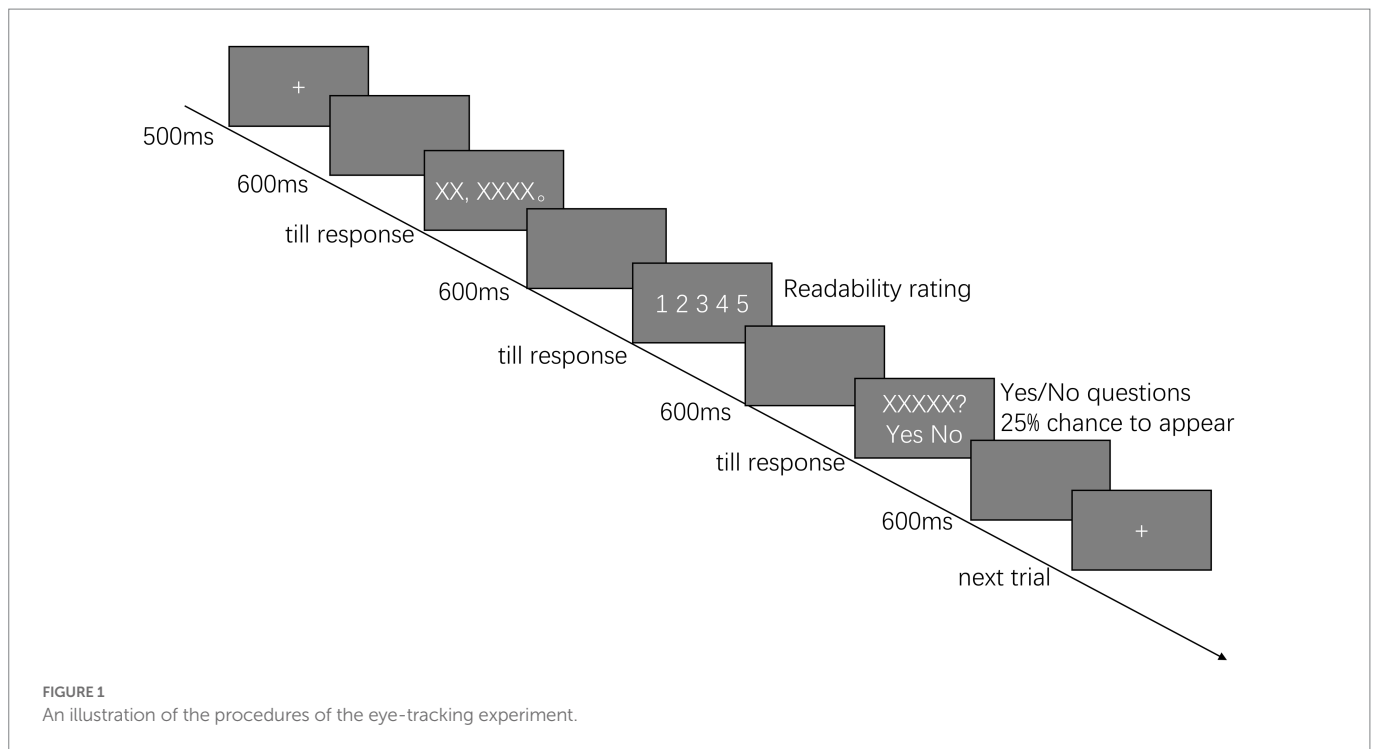 +
500ms
600ms
XX, XXXX。
till response
600ms
1 2 3 4 5
Readability rating
till response
600ms
XXXXX?
Yes No
Yes/No questions
25% chance to appear
till response
600ms
+
next trial
FIGURE 1
An illustration of the procedures of the eye-tracking experiment.